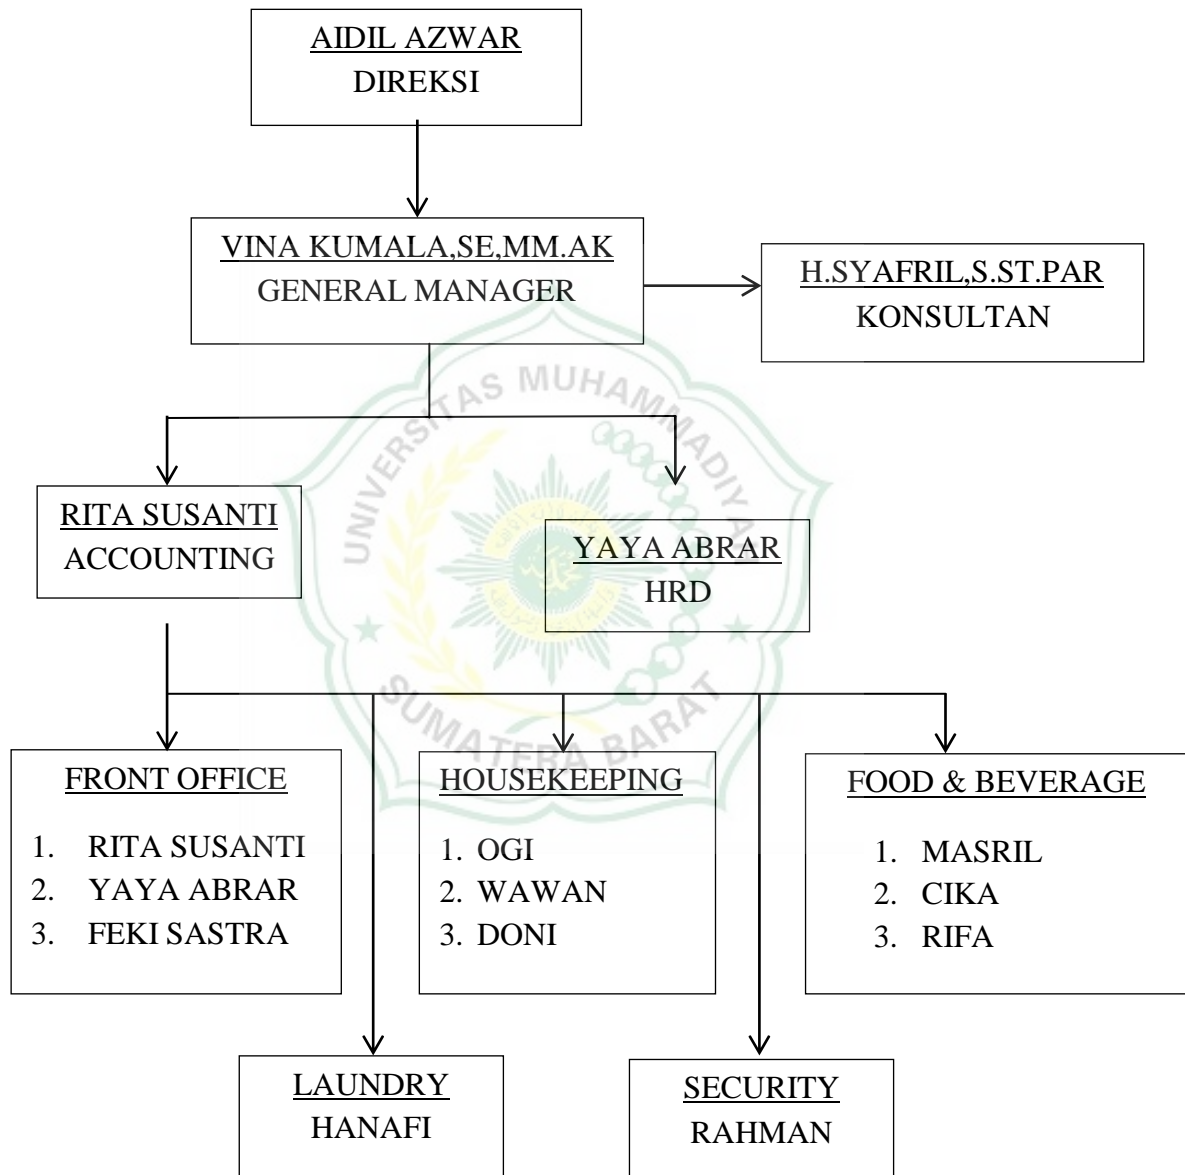 AIDIL AZWAR
DIREKSI
VINA KUMALA,SE,MM.AK
GENERAL MANAGER
H.SYAFRIL,S.ST.PAR
KONSULTAN
UNIVERSITAS MUHAMMADIYAH
RITA SUSANTI
ACCOUNTING
YAYA ABRAR
HRD
SUMATERA BARAT
FRONT OFFICE
1. RITA SUSANTI
2. YAYA ABRAR
3. FEKI SASTRA
HOUSEKEEPING
1. OGI
2. WAWAN
3. DONI
FOOD & BEVERAGE
1. MASRIL
2. CIKA
3. RIFA
LAUNDRY
HANAFI
SECURITY
RAHMAN